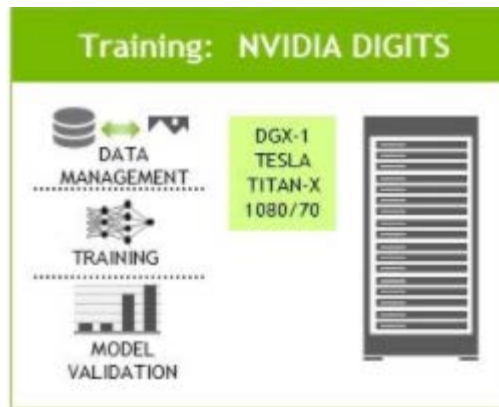 Training: NVIDIA DIGITS
DATA
MANAGEMENT
TRAINING
MODEL
VALIDATION
DGX-1
TESLA
TITAN-X
1080/70